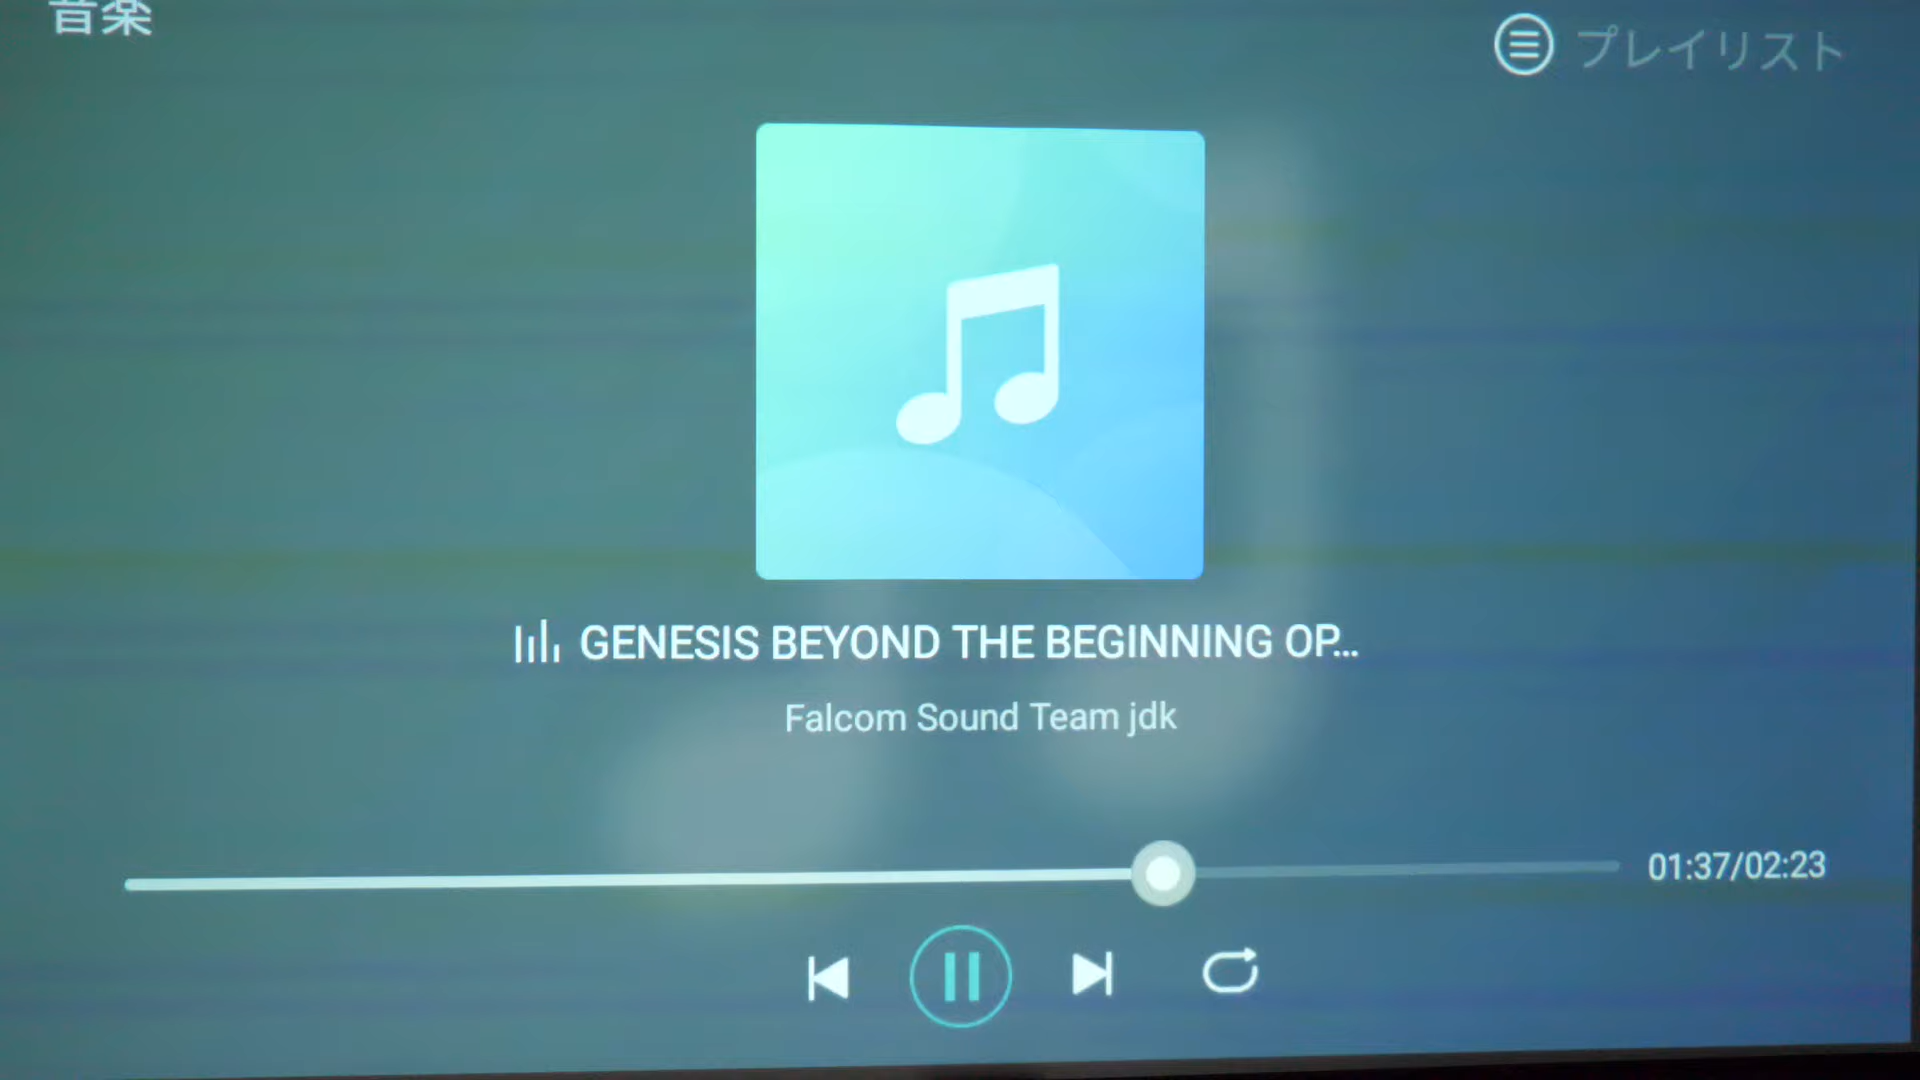 音楽
プレイリスト
GENESIS BEYOND THE BEGINNING OP...
Falcom Sound Team jdk
01:37/02:23